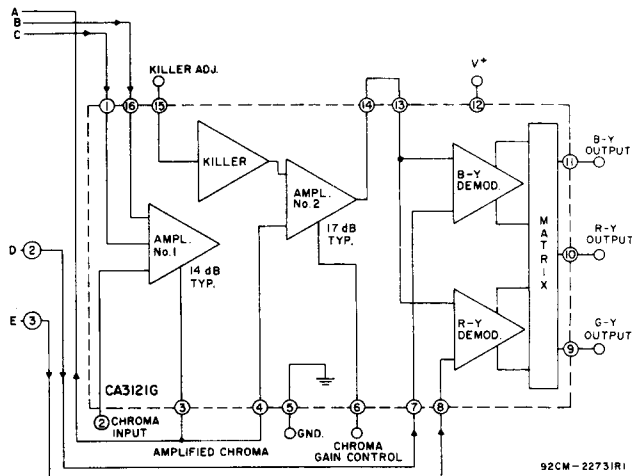 A
B
C
KILLER ADJ.
V+
1
16
15
14
13
12
KILLER
B-Y
DEMOD.
11
B-Y
OUTPUT
AMPL.
No.2
AMPL.
No.1
17 dB
TYP.
14 dB
TYP.
MATRIX
10
R-Y
OUTPUT
D 2
E 3
R-Y
DEMOD.
9
G-Y
OUTPUT
CA3121G
2 CHROMA
INPUT
3
4
5
6
7
8
AMPLIFIED CHROMA
GND.
CHROMA
GAIN CONTROL
92CM-22731R1